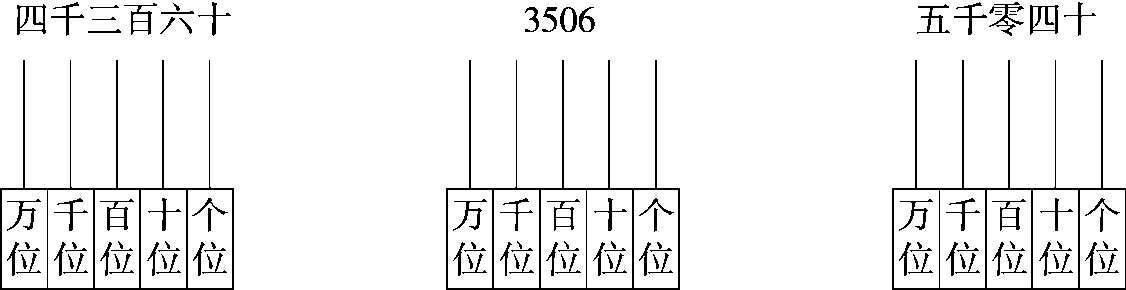 四千三百六十 3506 五千零四十
万位 千位 百位 十位 个位 万位 千位 百位 十位 个位 万位 千位 百位 十位 个位